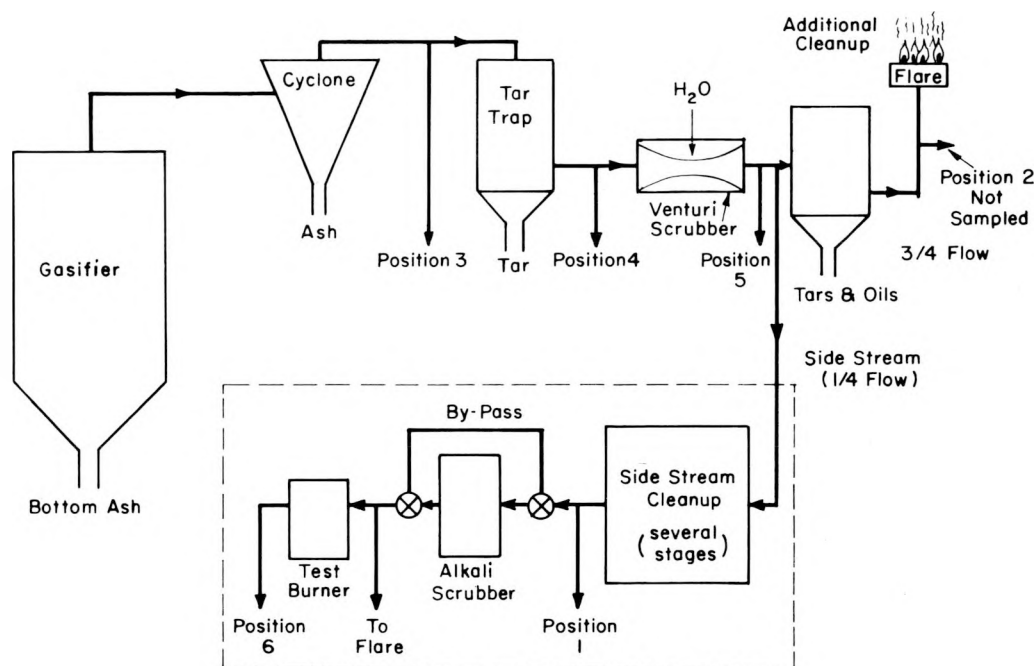 Additional
Cleanup
Flare
Cyclone
Tar
Trap
H2O
Position 2
Not
Sampled
Venturi
Scrubber
Ash
Position 3
Tar
Position 4
Position
5
3/4 Flow
Tars & Oils
Gasifier
Side Stream
(1/4 Flow)
Bottom Ash
By-Pass
Side Stream
Cleanup
(several
stages)
Test
Burner
Alkali
Scrubber
Position
6
To
Flare
Position
1